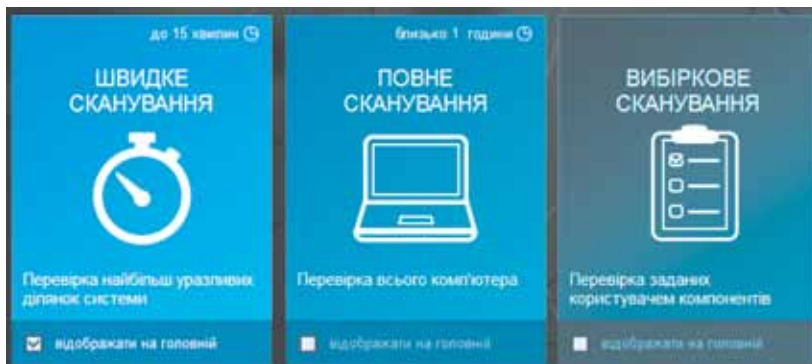 до 15 хвилин
ШВИДКЕ
СКАНУВАННЯ
Перевірка найбільш уразливих
ділянок системи
відображати на головній
близько 1 години
ПОВНЕ
СКАНУВАННЯ
Перевірка всього комп'ютера
відображати на головній
ВИБІРКОВЕ
СКАНУВАННЯ
Перевірка заданих
користувачем компонентів
відображати на головній